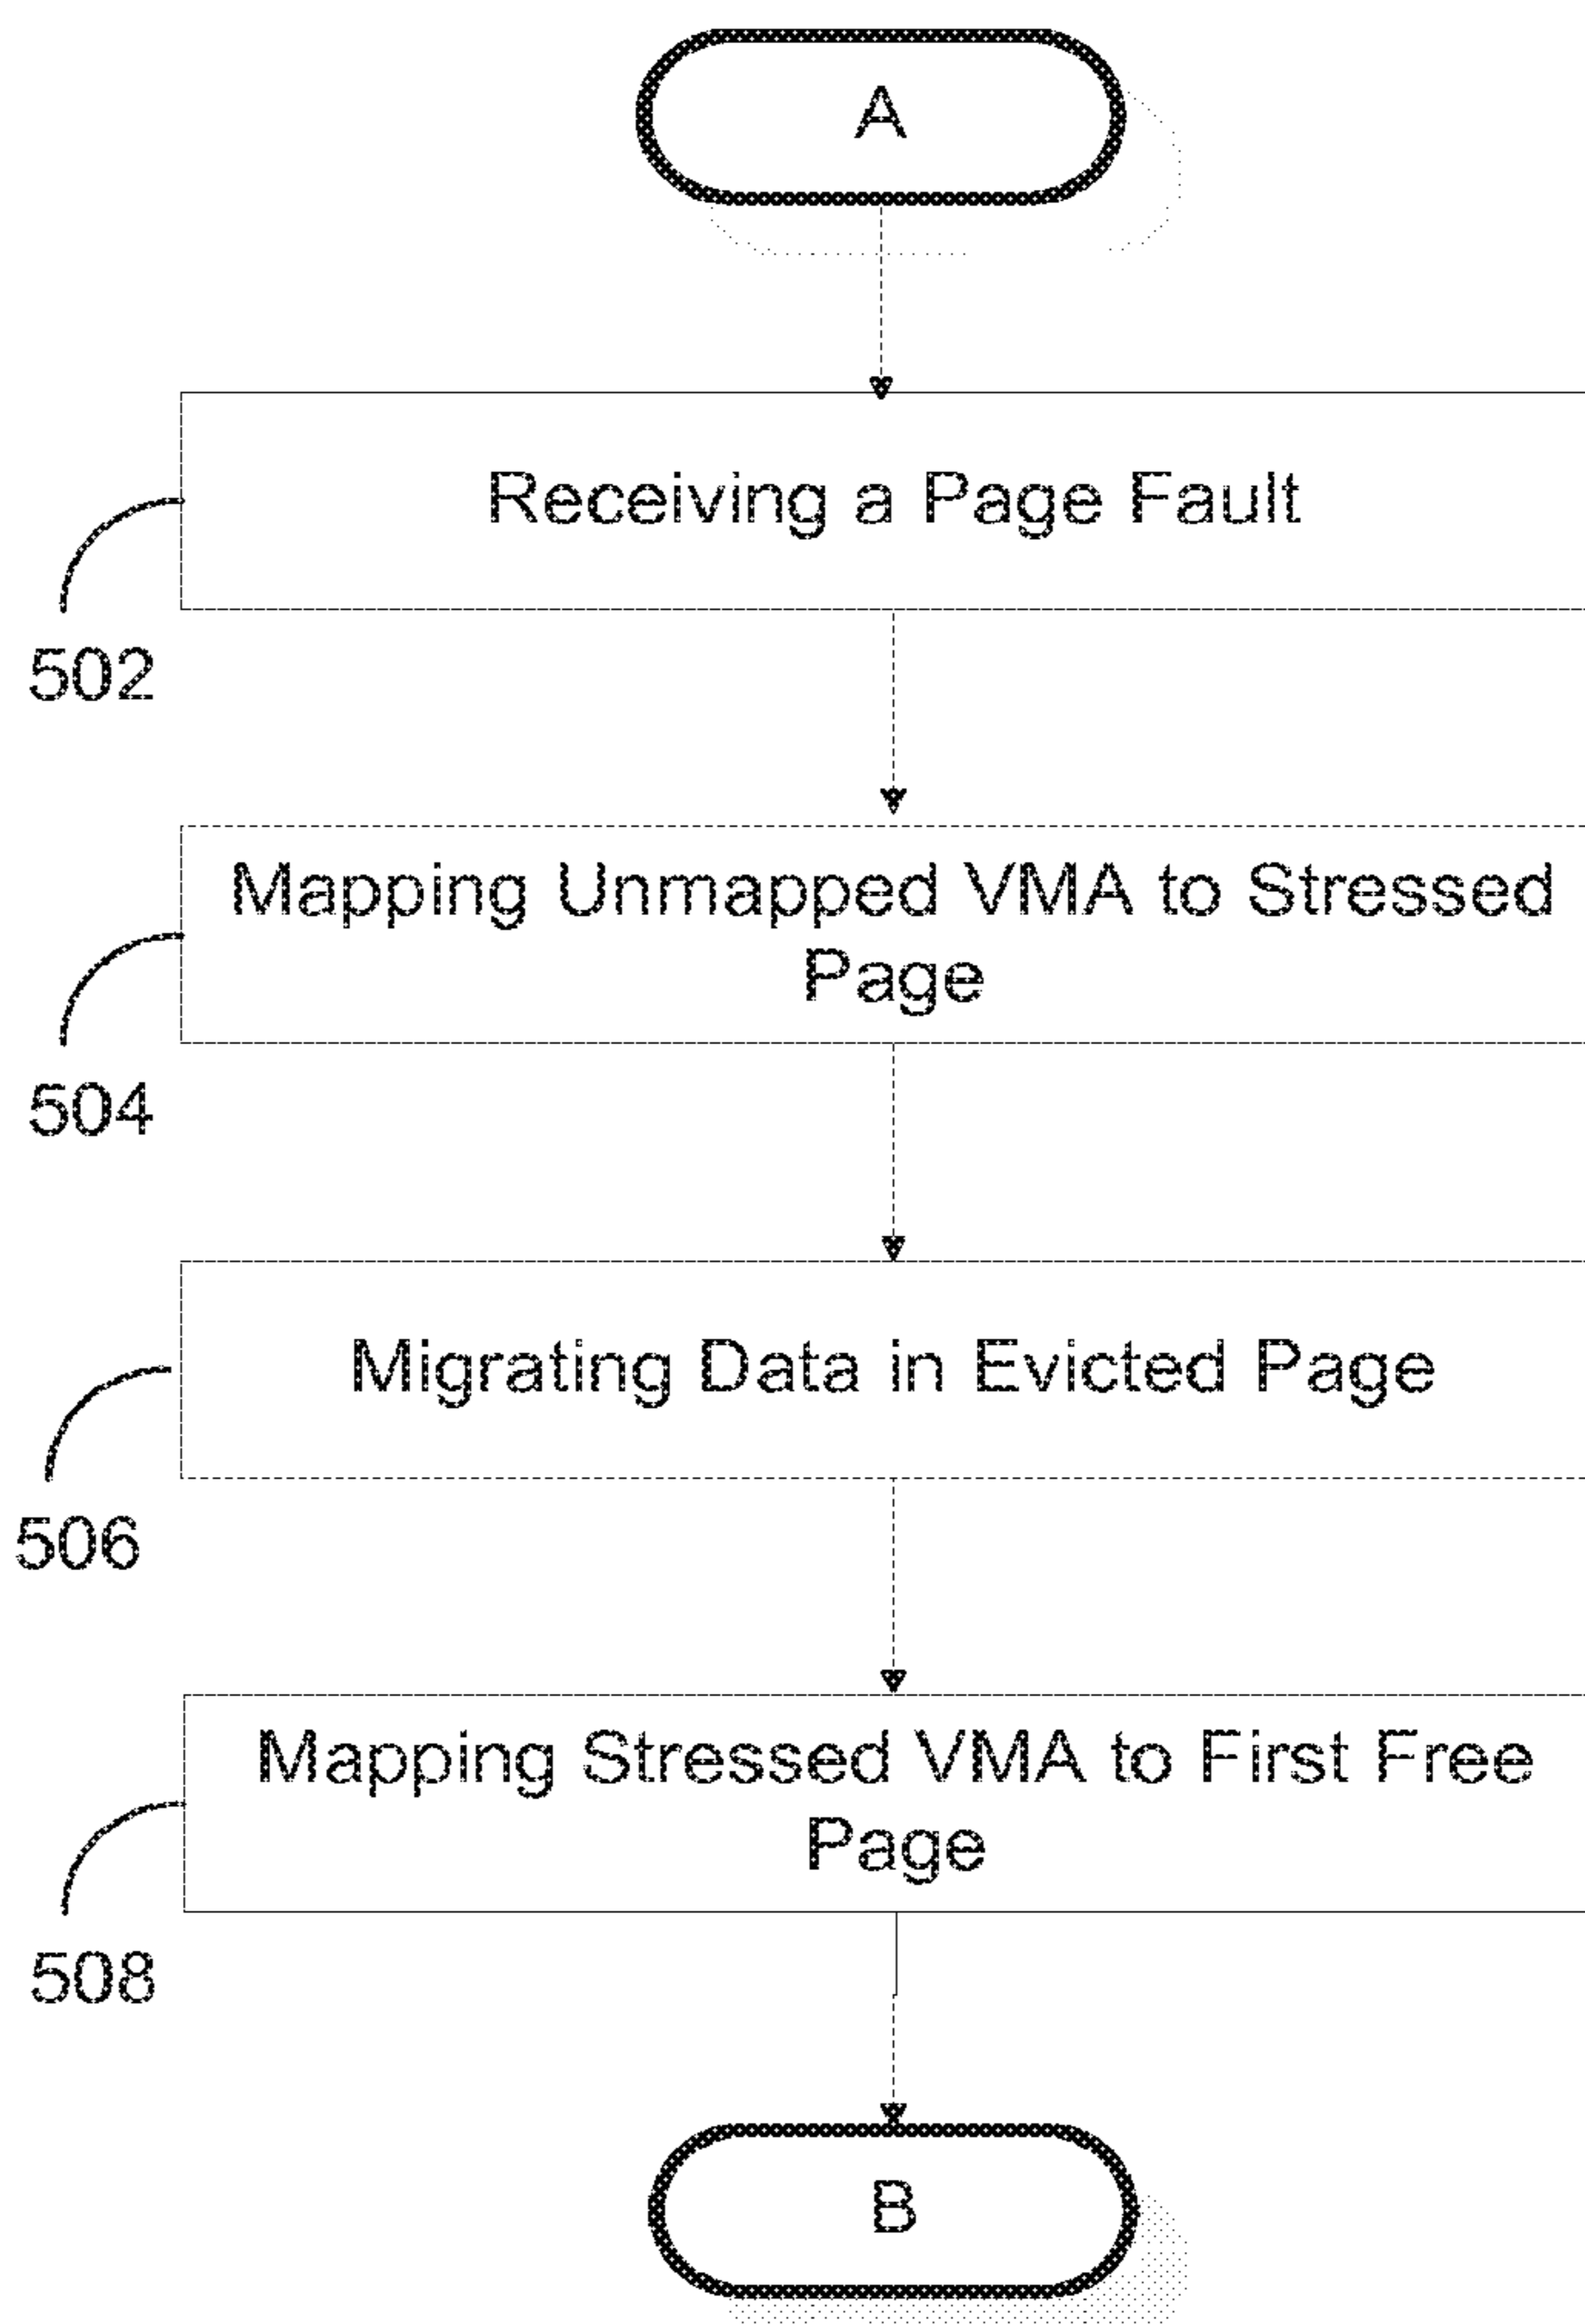 A
Receiving a Page Fault
502
Mapping Unmapped VMA to Stressed
Page
504
Migrating Data in Evicted Page
506
Mapping Stressed VMA to First Free
Page
508
B